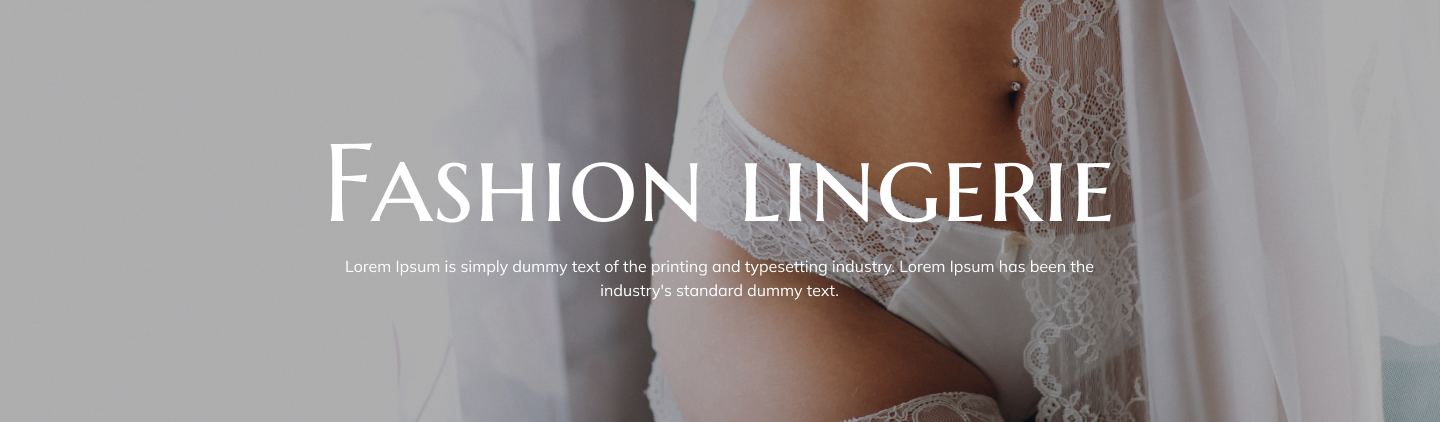 Fashion lingerie
Lorem Ipsum is simply dummy text of the printing and typesetting industry. Lorem Ipsum has been the
industry's standard dummy text.